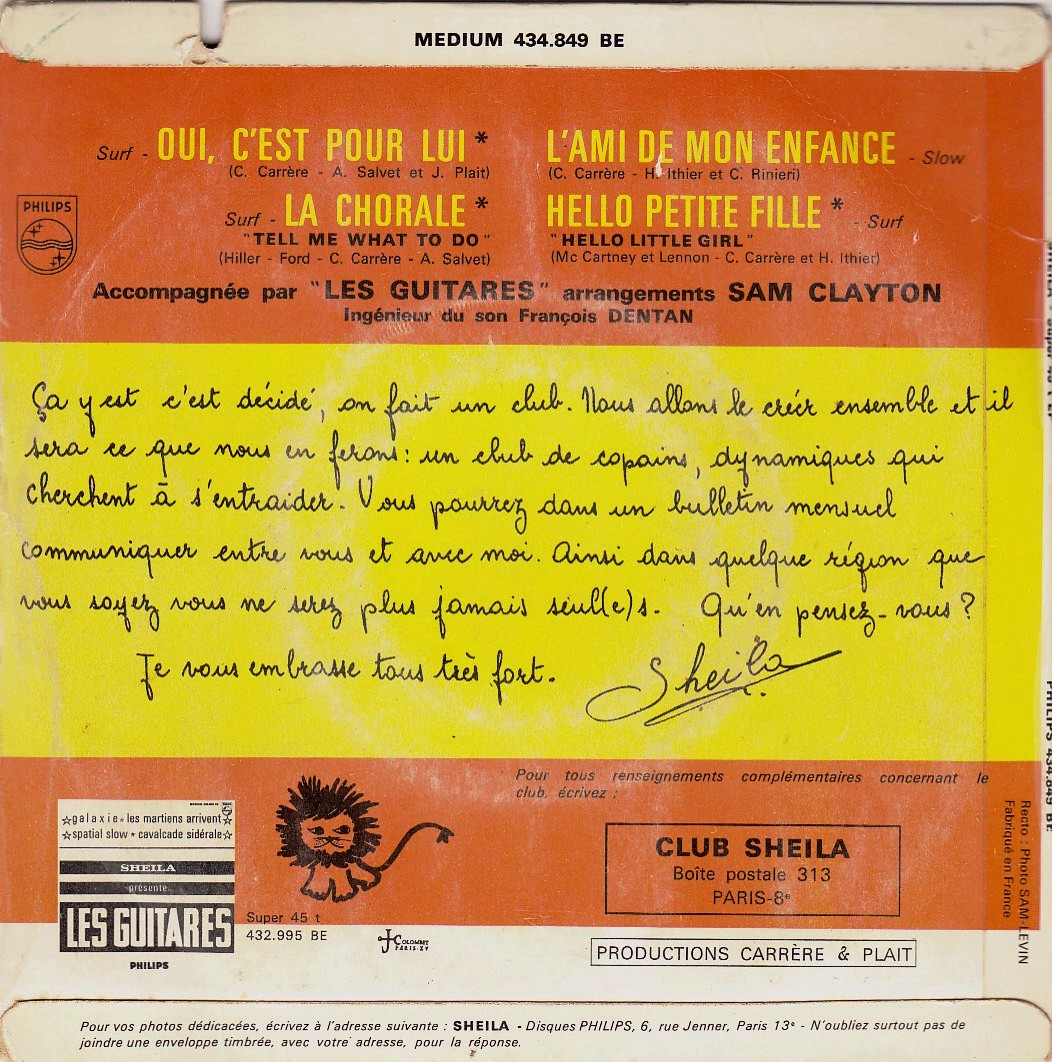 MEDIUM 434.849 BE
Surf - OUI, C'EST POUR LUI *
(C. Carrère - A. Salvet et J. Plait)
L'AMI DE MON ENFANCE - Slow
(C. Carrère - H. Ithier et C. Rinieri)
PHILIPS
Surf - LA CHORALE *
"TELL ME WHAT TO DO"
(Hiller - Ford - C. Carrère - A. Salvet)
HELLO PETITE FILLE * - Surf
"HELLO LITTLE GIRL"
(Mc Cartney et Lennon - C. Carrère et H. Ithier)
Accompagnée par "LES GUITARES" arrangements SAM CLAYTON
Ingénieur du son François DENTAN
Ça y est c'est décidé, on fait un club. Nous allons le créer ensemble et il
sera ce que nous en ferons: un club de copains, dynamiques qui
cherchent à s'entraider. Vous pourrez dans un bulletin mensuel
communiquer entre vous et avec moi. Ainsi dans quelque région que
vous soyez vous ne serez plus jamais seul(e)s. Qu'en pensez-vous?
Je vous embrasse tous très fort.
Sheila
Pour tous renseignements complémentaires concernant le
club, écrivez :
CLUB SHEILA
Boîte postale 313
PARIS-8e
☆galaxie☆les martiens arrivent☆
☆spatial slow☆cavalcade sidérale☆
SHEILA
présente
LES GUITARES
PHILIPS
Super 45 t
432.995 BE
J COLOMBET
PARIS-XV
PRODUCTIONS CARRÈRE & PLAIT
Recto : Photo SAM-LEVIN
Fabriqué en France
PHILIPS 434.849 BE
Pour vos photos dédicacées, écrivez à l'adresse suivante : SHEILA - Disques PHILIPS, 6, rue Jenner, Paris 13e - N'oubliez surtout pas de
joindre une enveloppe timbrée, avec votre adresse, pour la réponse.